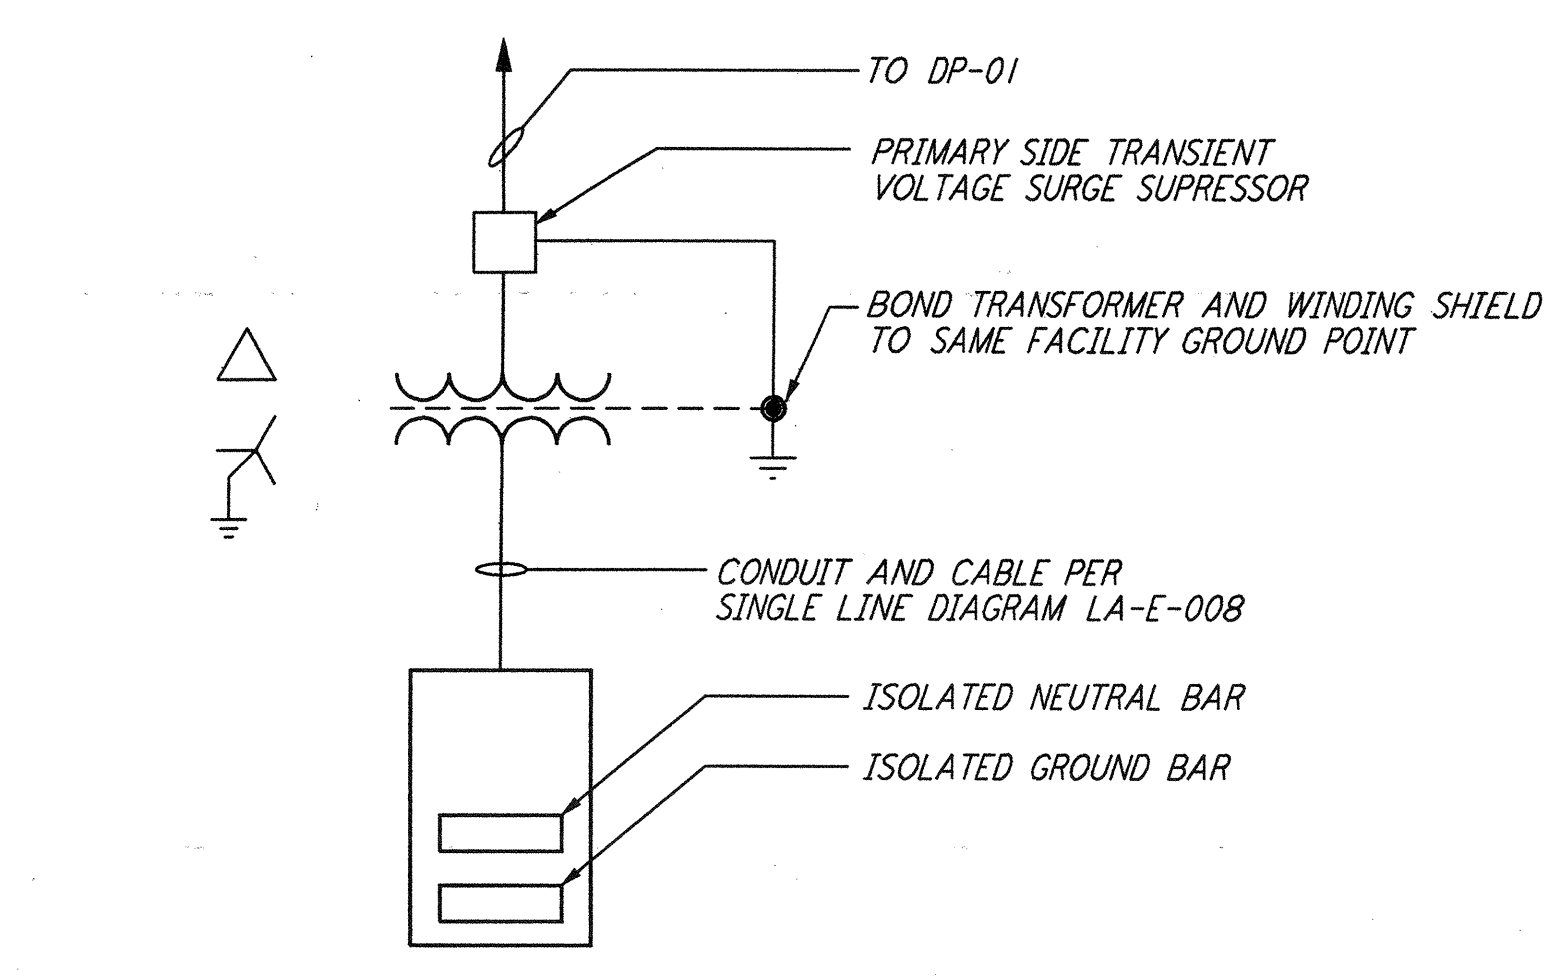 TO DP-01
PRIMARY SIDE TRANSIENT
VOLTAGE SURGE SUPRESSOR
BOND TRANSFORMER AND WINDING SHIELD
TO SAME FACILITY GROUND POINT
CONDUIT AND CABLE PER
SINGLE LINE DIAGRAM LA-E-008
ISOLATED NEUTRAL BAR
ISOLATED GROUND BAR